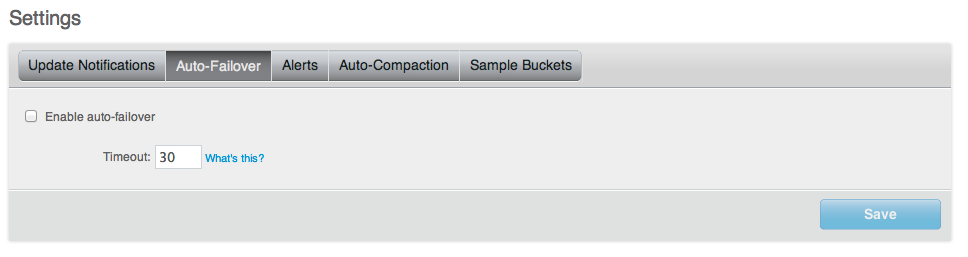 Settings
Update Notifications Auto-Failover Alerts Auto-Compaction Sample Buckets
Enable auto-failover
Timeout: 30 What's this?
Save